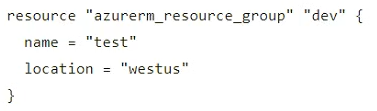 resource "azurerm_resource_group" "dev" {
  name = "test"
  location = "westus"
}